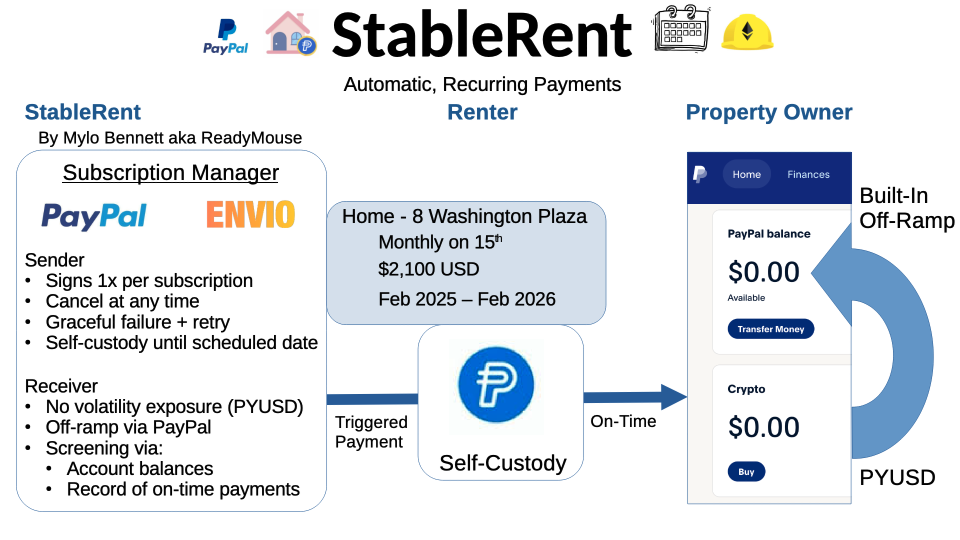 PayPal
StableRent
Automatic, Recurring Payments
StableRent
Renter
Property Owner
By Mylo Bennett aka ReadyMouse
Subscription Manager
PayPal
ENVIO
Sender
• Signs 1x per subscription
• Cancel at any time
• Graceful failure + retry
• Self-custody until scheduled date
Receiver
• No volatility exposure (PYUSD)
• Off-ramp via PayPal
• Screening via:
• Account balances
• Record of on-time payments
Home - 8 Washington Plaza
Monthly on 15th
$2,100 USD
Feb 2025 – Feb 2026
Triggered
Payment
Self-Custody
On-Time
Home
Finances
PayPal balance
$0.00
Available
Transfer Money
Crypto
$0.00
Buy
Built-In
Off-Ramp
PYUSD